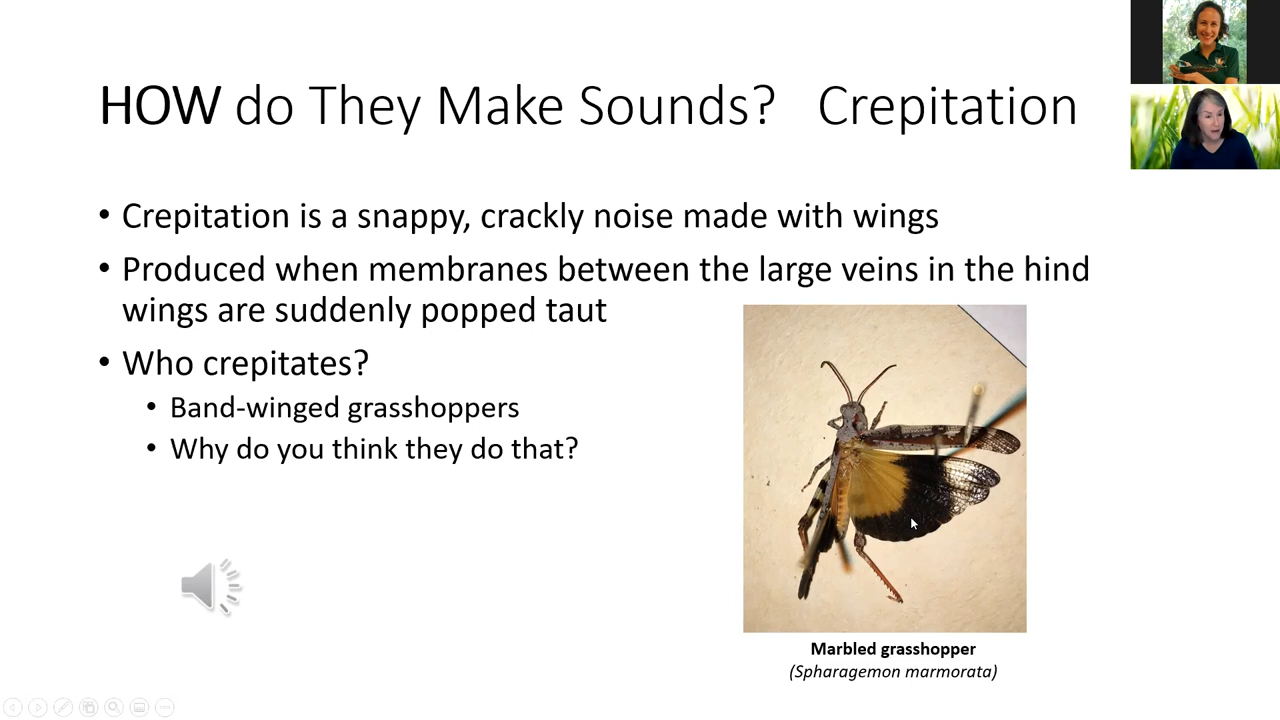 HOW do They Make Sounds? Crepitation
• Crepitation is a snappy, crackly noise made with wings
• Produced when membranes between the large veins in the hind
wings are suddenly popped taut
• Who crepitates?
• Band-winged grasshoppers
• Why do you think they do that?
Marbled grasshopper
(Spharagemon marmorata)